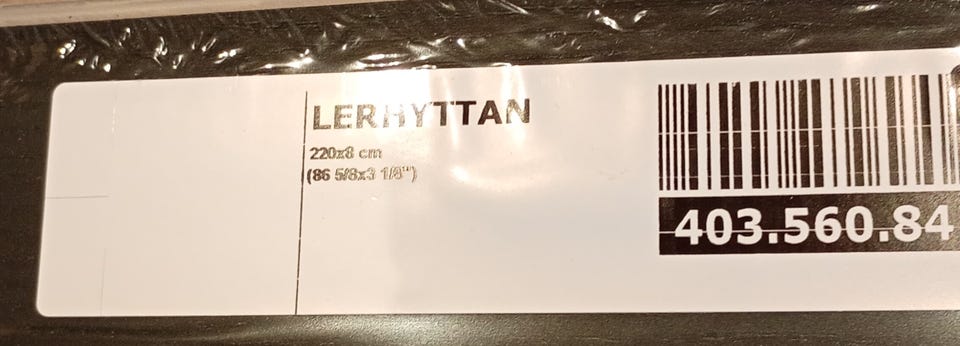 LERHYTTAN
220x8 cm
(86 5/8x3 1/8")
403.560.84